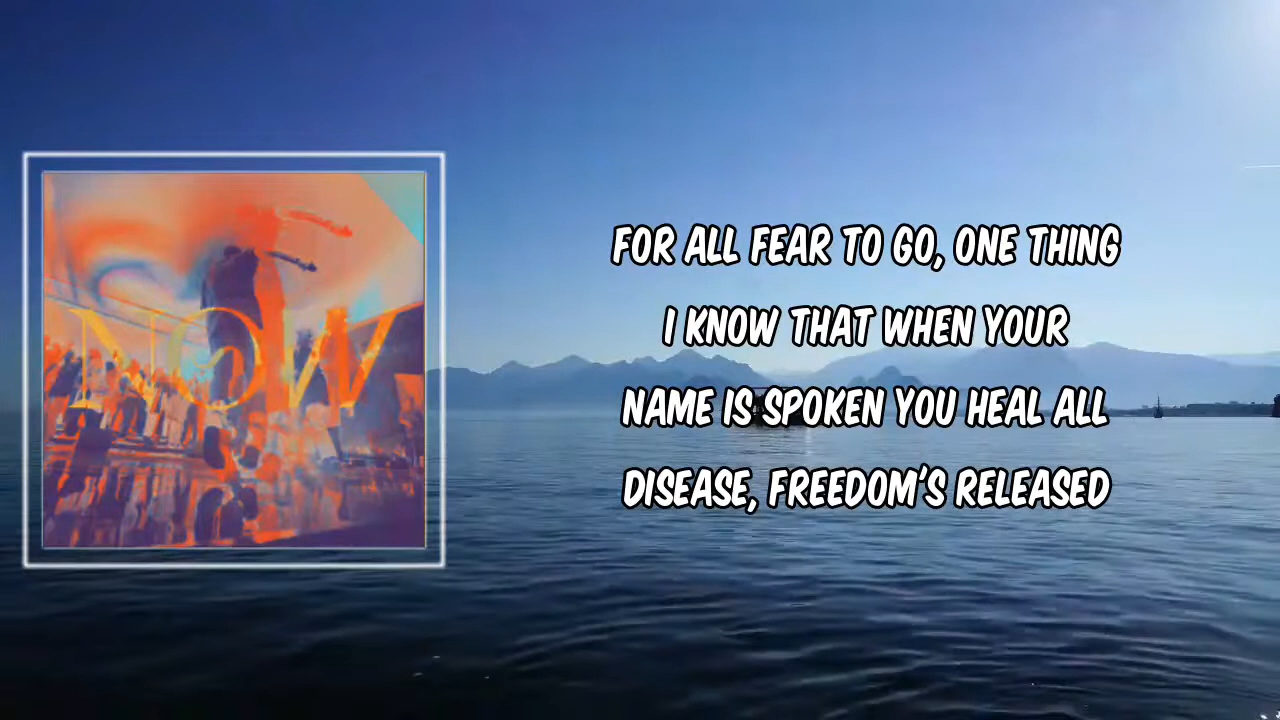 NOW
FOR ALL FEAR TO GO, ONE THING
I KNOW THAT WHEN YOUR
NAME IS SPOKEN YOU HEAL ALL
DISEASE, FREEDOM'S RELEASED